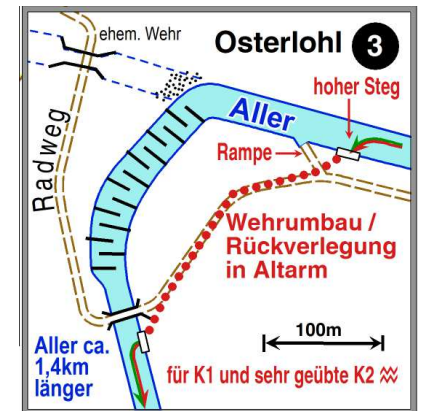 ehem. Wehr
Osterlohl 3
hoher Steg
Aller
Radweg
Rampe
Wehrumbau /
Rückverlegung
in Altarm
100m
Aller ca.
1,4km
länger
für K1 und sehr geübte K2